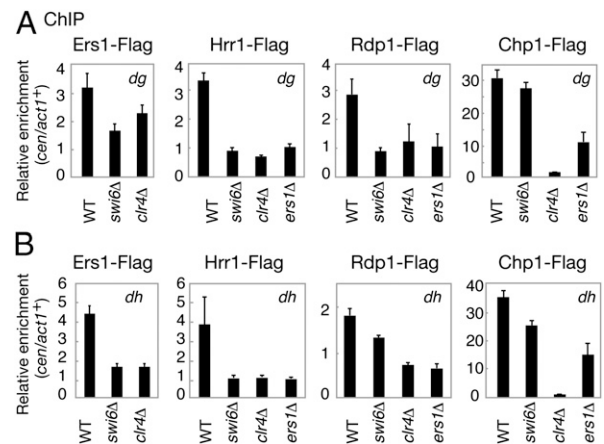 A ChIP
Ers1-Flag Hrr1-Flag Rdp1-Flag Chp1-Flag
Relative enrichment
(cen/act1⁺)
4
3
2
1
0
dg
WT swi6Δ clr4Δ
4
3
2
1
0
dg
WT swi6Δ clr4Δ ers1Δ
4
3
2
1
0
dg
WT swi6Δ clr4Δ ers1Δ
30
20
10
0
dg
WT swi6Δ clr4Δ ers1Δ
B
Ers1-Flag Hrr1-Flag Rdp1-Flag Chp1-Flag
Relative enrichment
(cen/act1⁺)
6
5
4
3
2
1
0
dh
WT swi6Δ clr4Δ
6
5
4
3
2
1
0
dh
WT swi6Δ clr4Δ ers1Δ
2
1
0
dh
WT swi6Δ clr4Δ ers1Δ
40
30
20
10
0
dh
WT swi6Δ clr4Δ ers1Δ